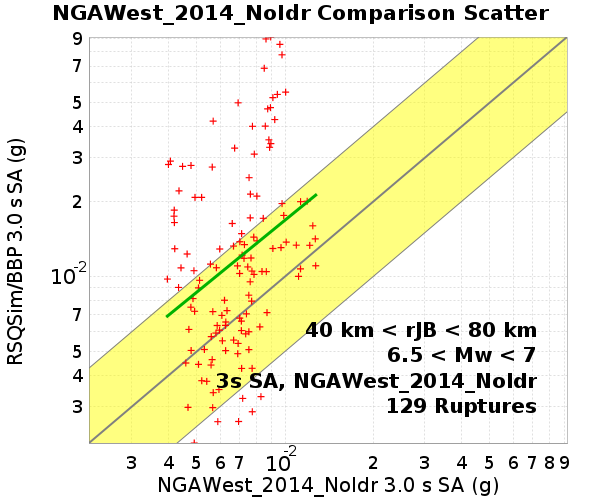 NGAWest_2014_NoIdr Comparison Scatter
RSQSim/BBP 3.0 s SA (g)
9
7
5
4
3
2
10-2
7
5
4
3
40 km < rJB < 80 km
6.5 < Mw < 7
3s SA, NGAWest_2014_NoIdr
129 Ruptures
3 4 5 6 7 10-2 2 3 4 5 6 7 8 9
NGAWest_2014_NoIdr 3.0 s SA (g)